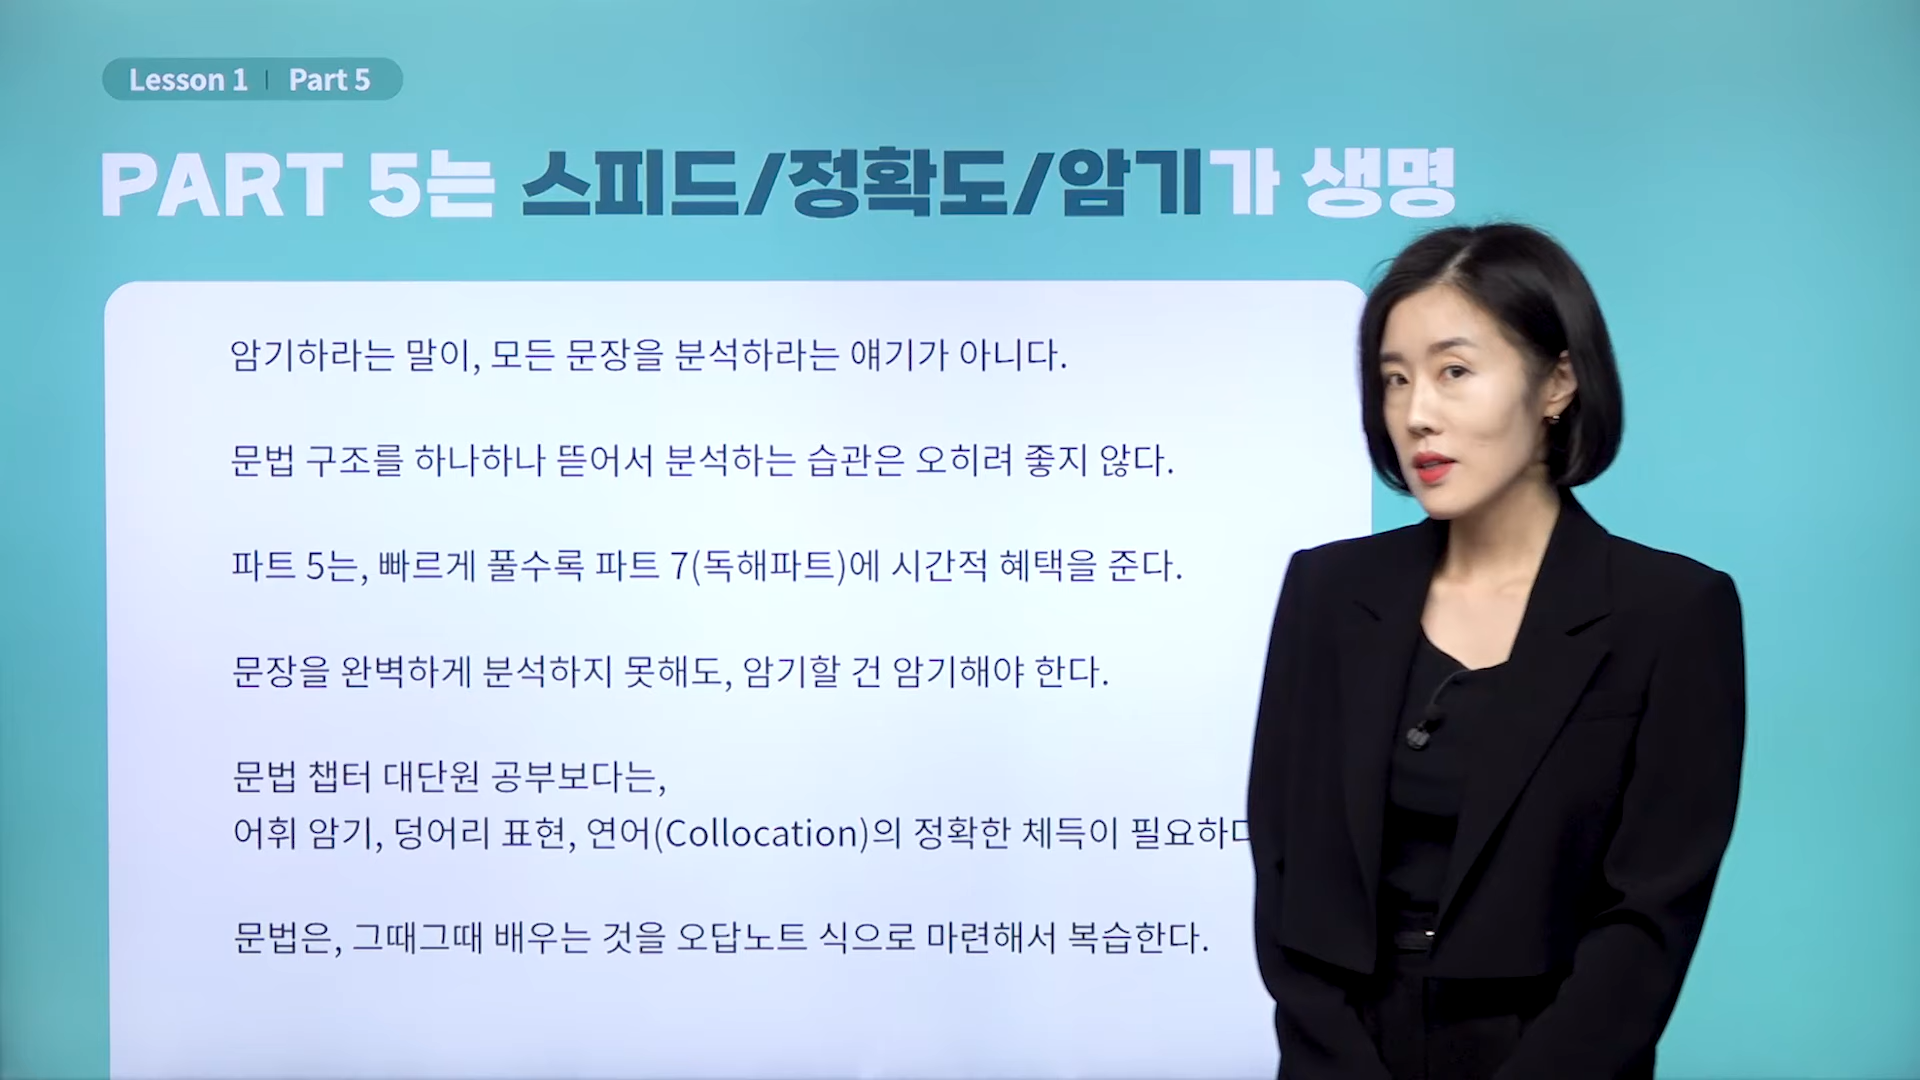 Lesson 1 | Part 5
PART 5는 스피드/정확도/암기가 생명
암기하라는 말이, 모든 문장을 분석하라는 얘기가 아니다.
문법 구조를 하나하나 뜯어서 분석하는 습관은 오히려 좋지 않다.
파트 5는, 빠르게 풀수록 파트 7(독해파트)에 시간적 혜택을 준다.
문장을 완벽하게 분석하지 못해도, 암기할 건 암기해야 한다.
문법 챕터 대단원 공부보다는,
어휘 암기, 덩어리 표현, 연어(Collocation)의 정확한 체득이 필요하다
문법은, 그때그때 배우는 것을 오답노트 식으로 마련해서 복습한다.